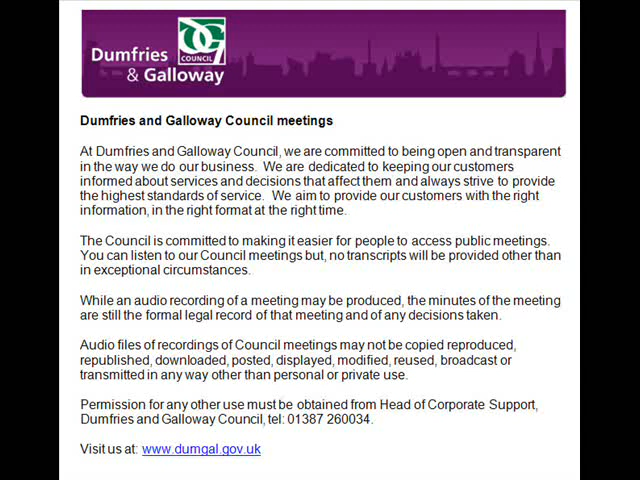 Dumfries
COUNCIL
& Galloway
Dumfries and Galloway Council meetings
At Dumfries and Galloway Council, we are committed to being open and transparent
in the way we do our business. We are dedicated to keeping our customers
informed about services and decisions that affect them and always strive to provide
the highest standards of service. We aim to provide our customers with the right
information, in the right format at the right time.
The Council is committed to making it easier for people to access public meetings.
You can listen to our Council meetings but, no transcripts will be provided other than
in exceptional circumstances.
While an audio recording of a meeting may be produced, the minutes of the meeting
are still the formal legal record of that meeting and of any decisions taken.
Audio files of recordings of Council meetings may not be copied reproduced,
republished, downloaded, posted, displayed, modified, reused, broadcast or
transmitted in any way other than personal or private use.
Permission for any other use must be obtained from Head of Corporate Support,
Dumfries and Galloway Council, tel: 01387 260034.
Visit us at: www.dumgal.gov.uk